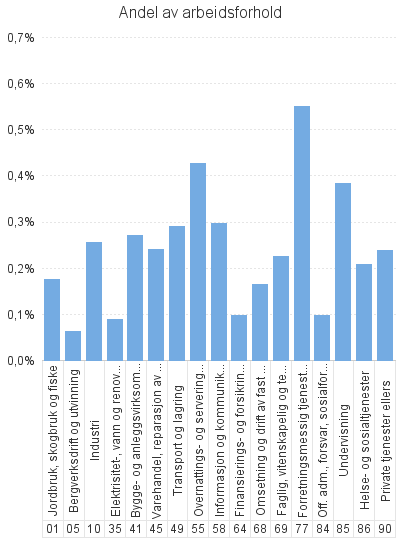 Andel av arbeidsforhold
0,7%
0,6%
0,5%
0,4%
0,3%
0,2%
0,1%
0,0%
Jordbruk, skogbruk og fiske
Bergverksdrift og utvinning
Industri
Elektrisitet-, vann og renov...
Bygge- og anleggsvirksom...
Varehandel, reparasjon av ...
Transport og lagring
Overnattings- og servering...
Informasjon og kommunik...
Finansierings- og forsikrin...
Omsetning og drift av fast ...
Faglig, vitenskapelig og te...
Forretningsmessig tjenest...
Off. adm., forsvar, sosialfor...
Undervisning
Helse- og sosialtjenester
Private tjenester ellers
01 05 10 35 41 45 49 55 58 64 68 69 77 84 85 86 90